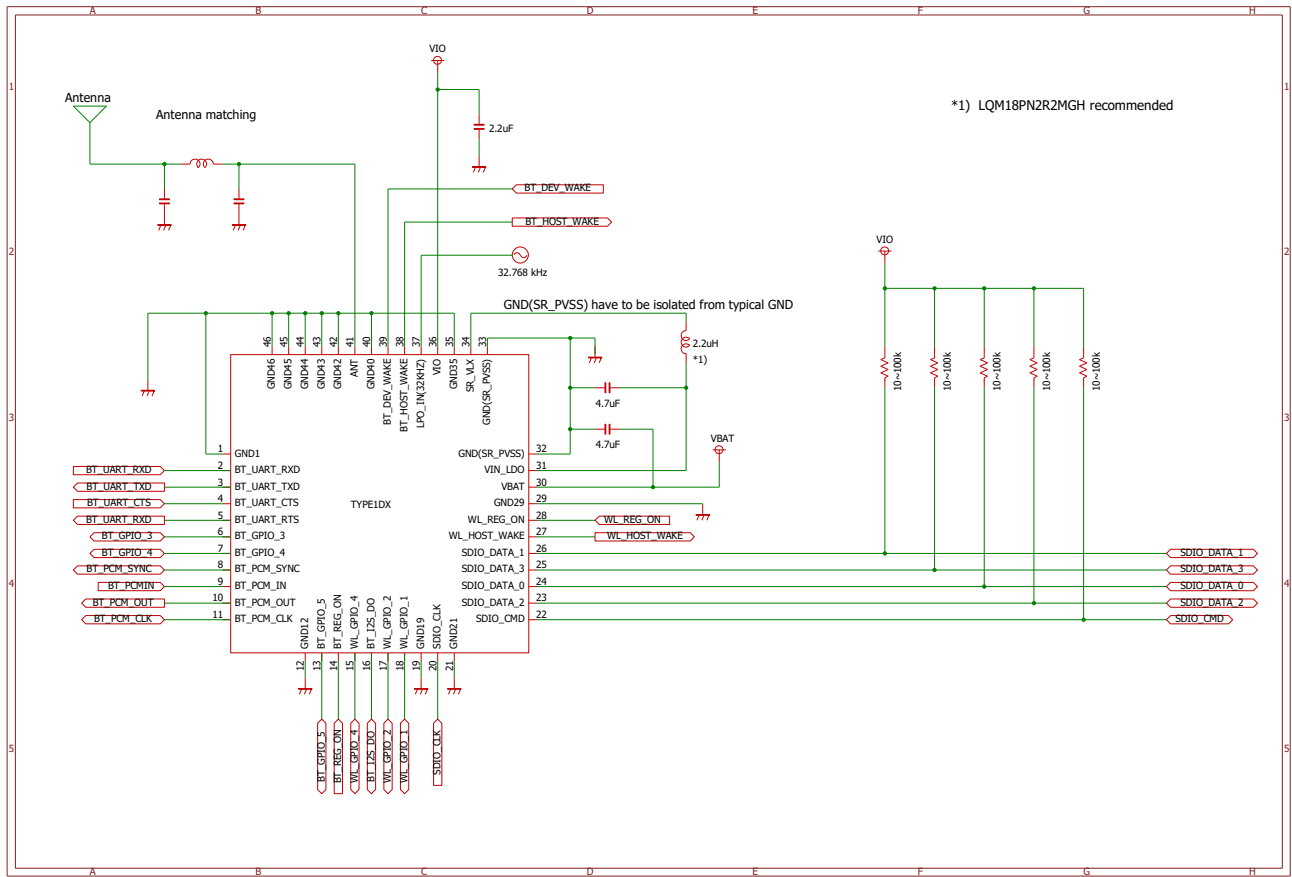 A B C D E F G H
1 1
2 2
3 3
4 4
5 5
A B C D E F G H
VIO
Antenna
Antenna matching
2.2uF
*1) LQM18PN2R2MGH recommended
BT_DEV_WAKE
BT_HOST_WAKE
32.768 kHz
VIO
GND(SR_PVSS) have to be isolated from typical GND
2.2uH
*1)
4.7uF
4.7uF
VBAT
10~100k
10~100k
10~100k
10~100k
10~100k
46 GND46
45 GND45
44 GND44
43 GND43
42 GND42
41 ANT
40 GND40
39 BT_DEV_WAKE
38 BT_HOST_WAKE
37 LPO_IN(32KHZ)
36 VIO
35 GND35
34 SR_VLX
33 GND(SR_PVSS)
TYPE1DX
1 GND1
BT_UART_RXD 2 BT_UART_RXD
BT_UART_TXD 3 BT_UART_TXD
BT_UART_CTS 4 BT_UART_CTS
BT_UART_RXD 5 BT_UART_RTS
BT_GPIO_3 6 BT_GPIO_3
BT_GPIO_4 7 BT_GPIO_4
BT_PCM_SYNC 8 BT_PCM_SYNC
BT_PCMIN 9 BT_PCM_IN
BT_PCM_OUT 10 BT_PCM_OUT
BT_PCM_CLK 11 BT_PCM_CLK
GND(SR_PVSS) 32
VIN_LDO 31
VBAT 30
GND29 29
WL_REG_ON 28 WL_REG_ON
WL_HOST_WAKE 27 WL_HOST_WAKE
SDIO_DATA_1 26 SDIO_DATA_1
SDIO_DATA_3 25 SDIO_DATA_3
SDIO_DATA_0 24 SDIO_DATA_0
SDIO_DATA_2 23 SDIO_DATA_2
SDIO_CMD 22 SDIO_CMD
GND12 12
BT_GPIO_5 13 BT_GPIO_5
BT_REG_ON 14 BT_REG_ON
WL_GPIO_4 15 WL_GPIO_4
BT_I2S_DO 16 BT_I2S_DO
WL_GPIO_2 17 WL_GPIO_2
WL_GPIO_1 18 WL_GPIO_1
GND19 19
SDIO_CLK 20 SDIO_CLK
GND21 21